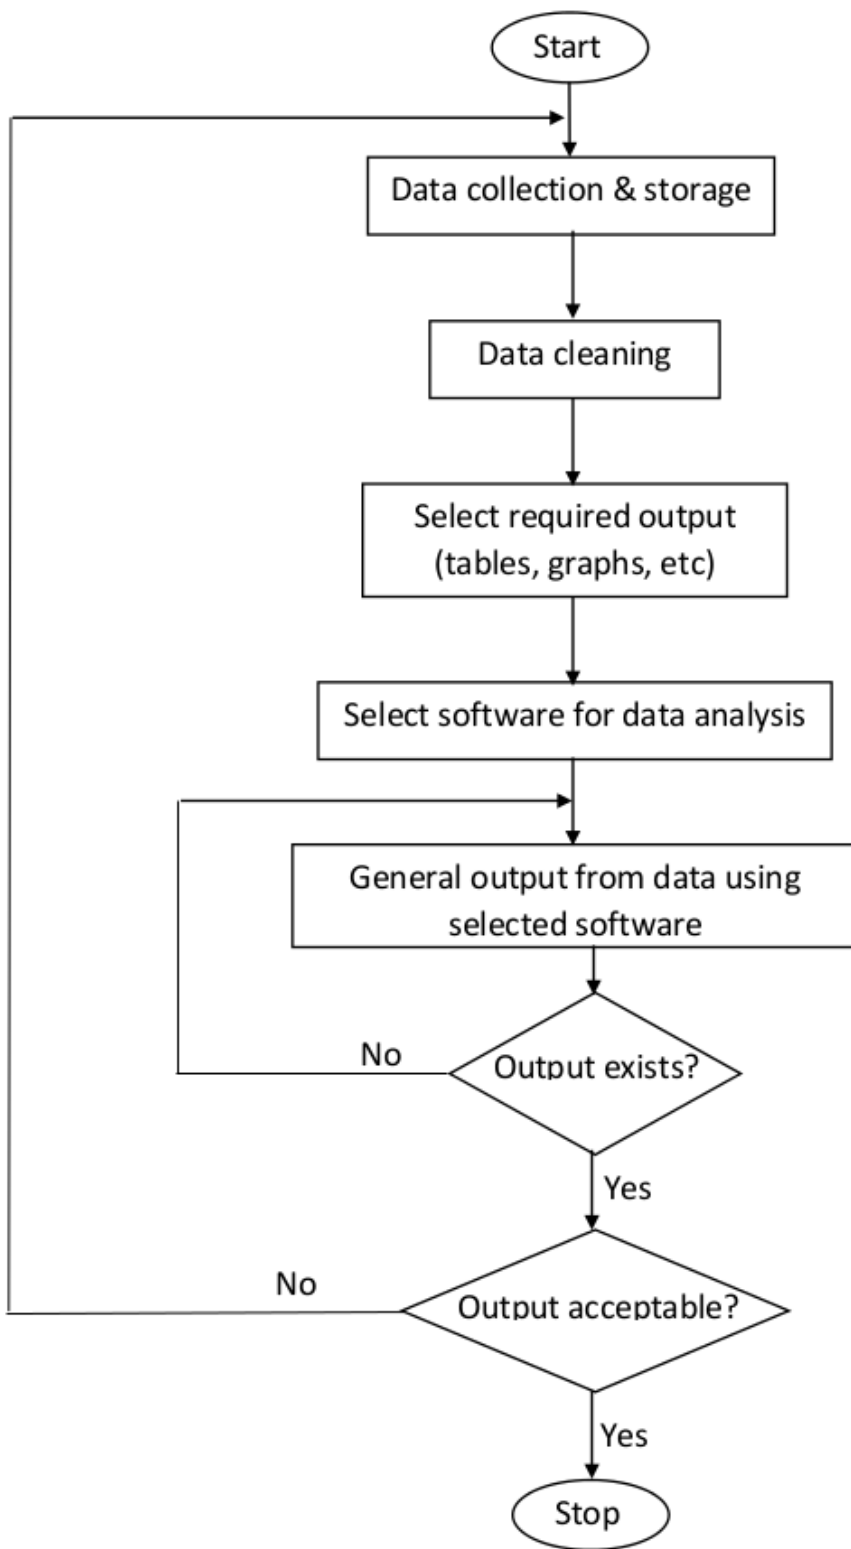 Start
Data collection & storage
Data cleaning
Select required output
(tables, graphs, etc)
Select software for data analysis
General output from data using
selected software
No
Output exists?
Yes
No
Output acceptable?
Yes
Stop